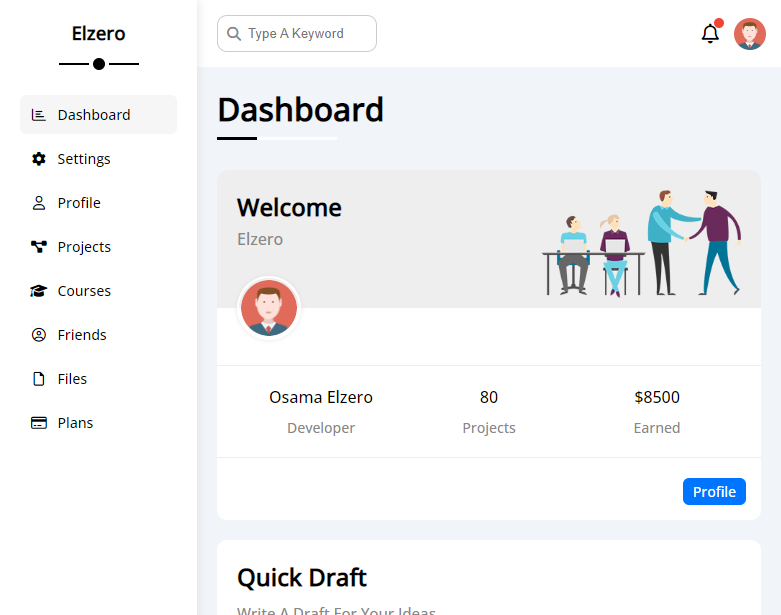 Elzero
Dashboard
Settings
Profile
Projects
Courses
Friends
Files
Plans
Type A Keyword
Dashboard
Welcome
Elzero
Osama Elzero
Developer
80
Projects
$8500
Earned
Profile
Quick Draft
Write A Draft For Your Ideas